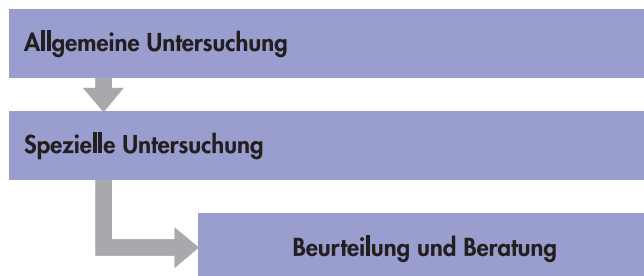 Allgemeine Untersuchung
Spezielle Untersuchung
Beurteilung und Beratung